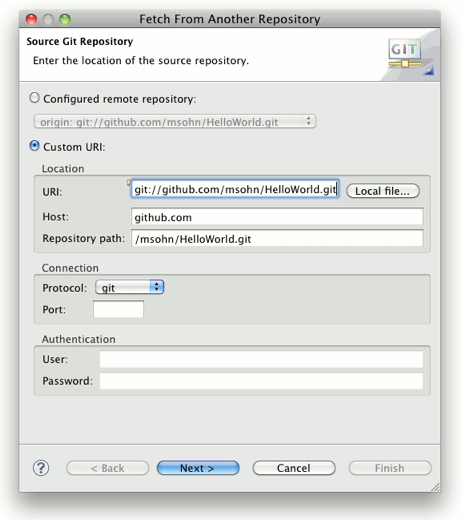 Fetch From Another Repository
Source Git Repository
Enter the location of the source repository.
GIT
Configured remote repository:
origin: git://github.com/msohn/HelloWorld.git
Custom URI:
Location
URI: git://github.com/msohn/HelloWorld.git Local file...
Host: github.com
Repository path: /msohn/HelloWorld.git
Connection
Protocol: git
Port:
Authentication
User:
Password:
? < Back Next > Cancel Finish